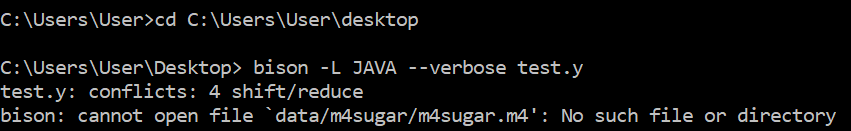 C:\Users\User>cd C:\Users\User\desktop
C:\Users\User\Desktop> bison -L JAVA --verbose test.y
test.y: conflicts: 4 shift/reduce
bison: cannot open file `data/m4sugar/m4sugar.m4': No such file or directory